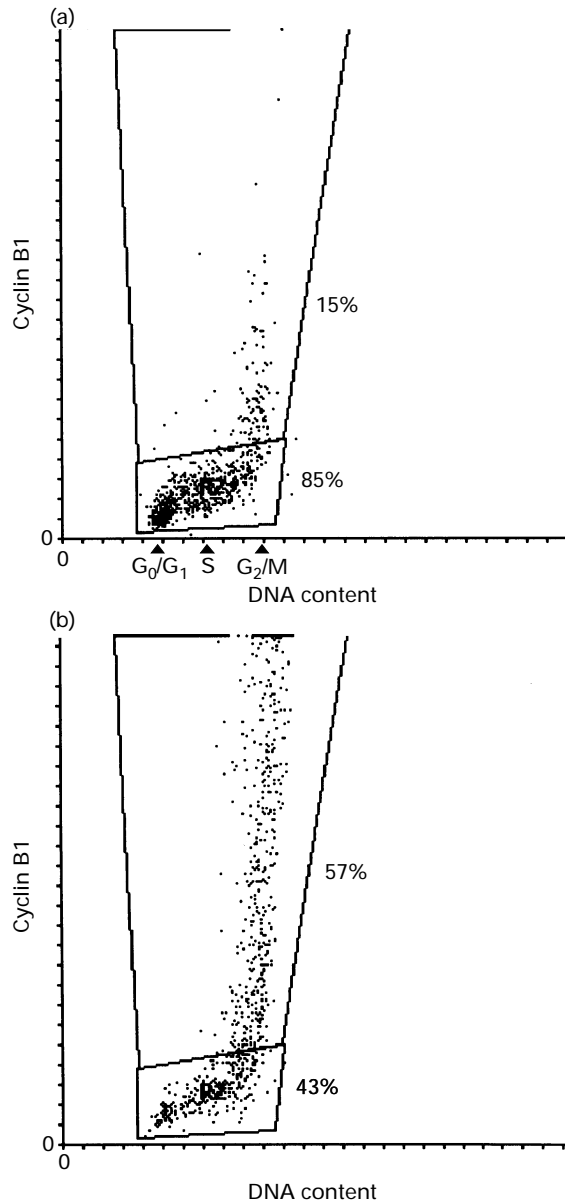 (a)
Cyclin B1
15%
85%
0
0
G₀/G₁ S G₂/M
DNA content
(b)
Cyclin B1
57%
43%
0
0
DNA content